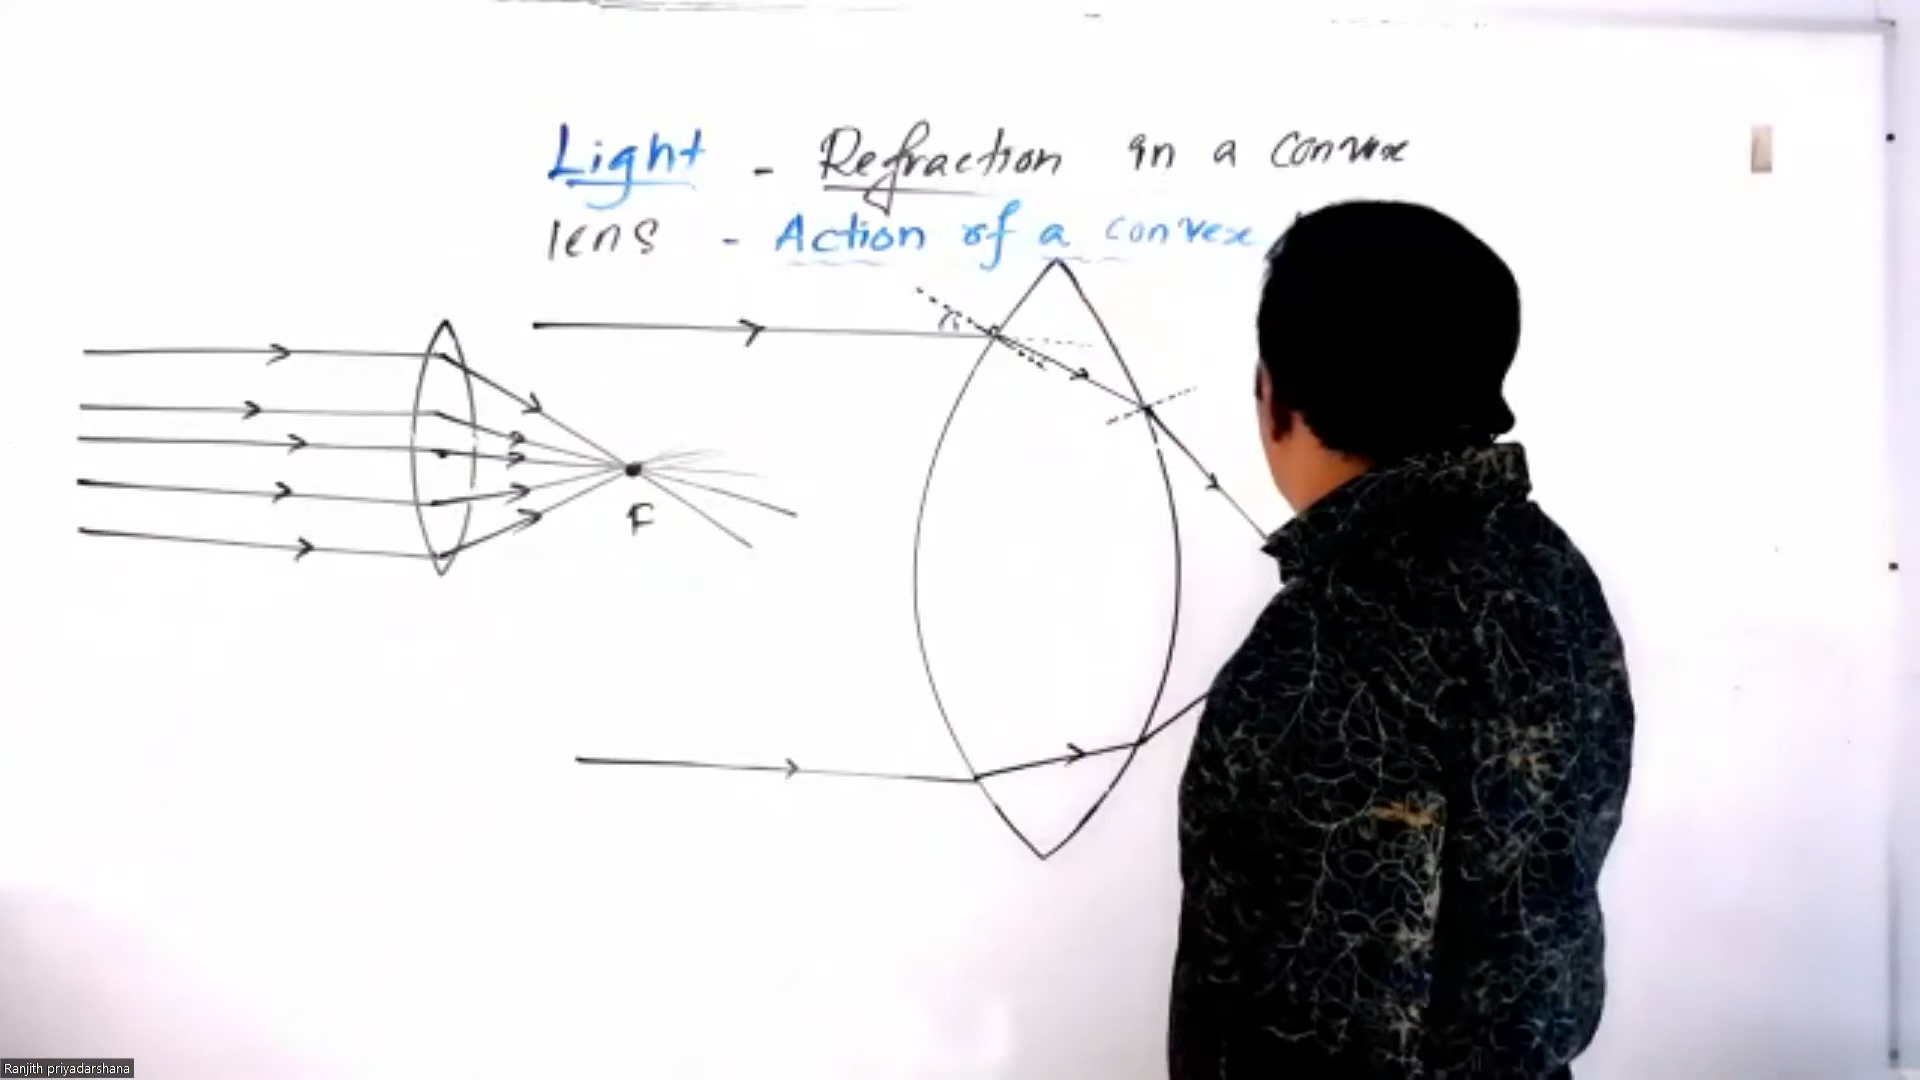 Light - Refraction in a convex
lens - Action of a convex
F
Ranjith priyadarshana